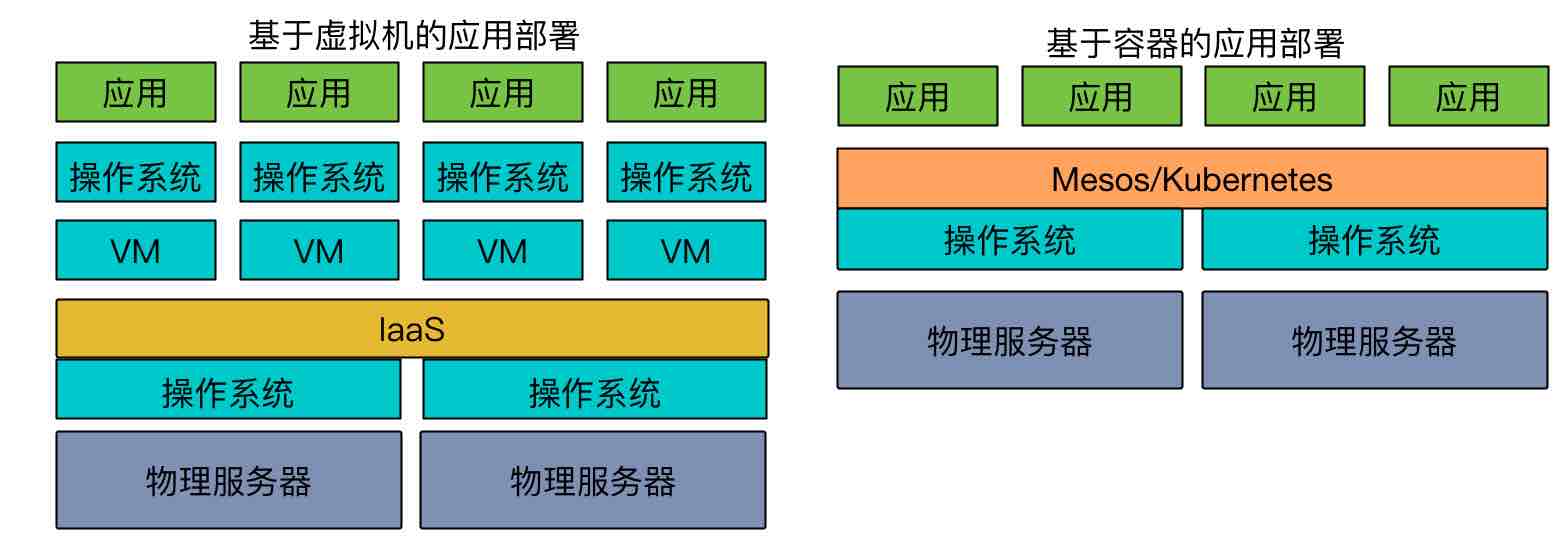 基于虚拟机的应用部署
应用 应用 应用 应用
操作系统 操作系统 操作系统 操作系统
VM VM VM VM
IaaS
操作系统 操作系统
物理服务器 物理服务器
基于容器的应用部署
应用 应用 应用 应用
Mesos/Kubernetes
操作系统 操作系统
物理服务器 物理服务器